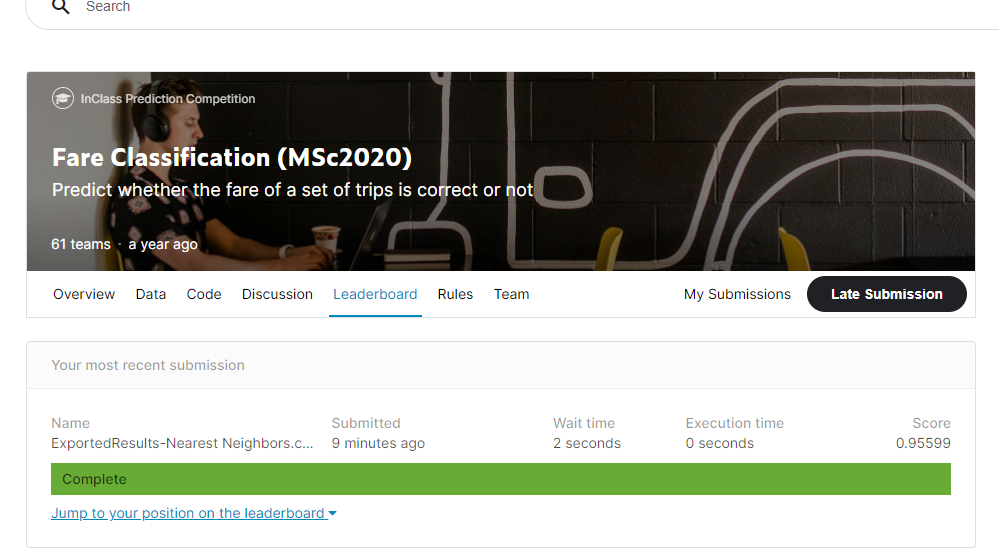 Search
InClass Prediction Competition
Fare Classification (MSc2020)
Predict whether the fare of a set of trips is correct or not
61 teams · a year ago
Overview Data Code Discussion Leaderboard Rules Team My Submissions Late Submission
Your most recent submission
Name Submitted Wait time Execution time Score
ExportedResults-Nearest Neighbors.c... 9 minutes ago 2 seconds 0 seconds 0.95599
Complete
Jump to your position on the leaderboard